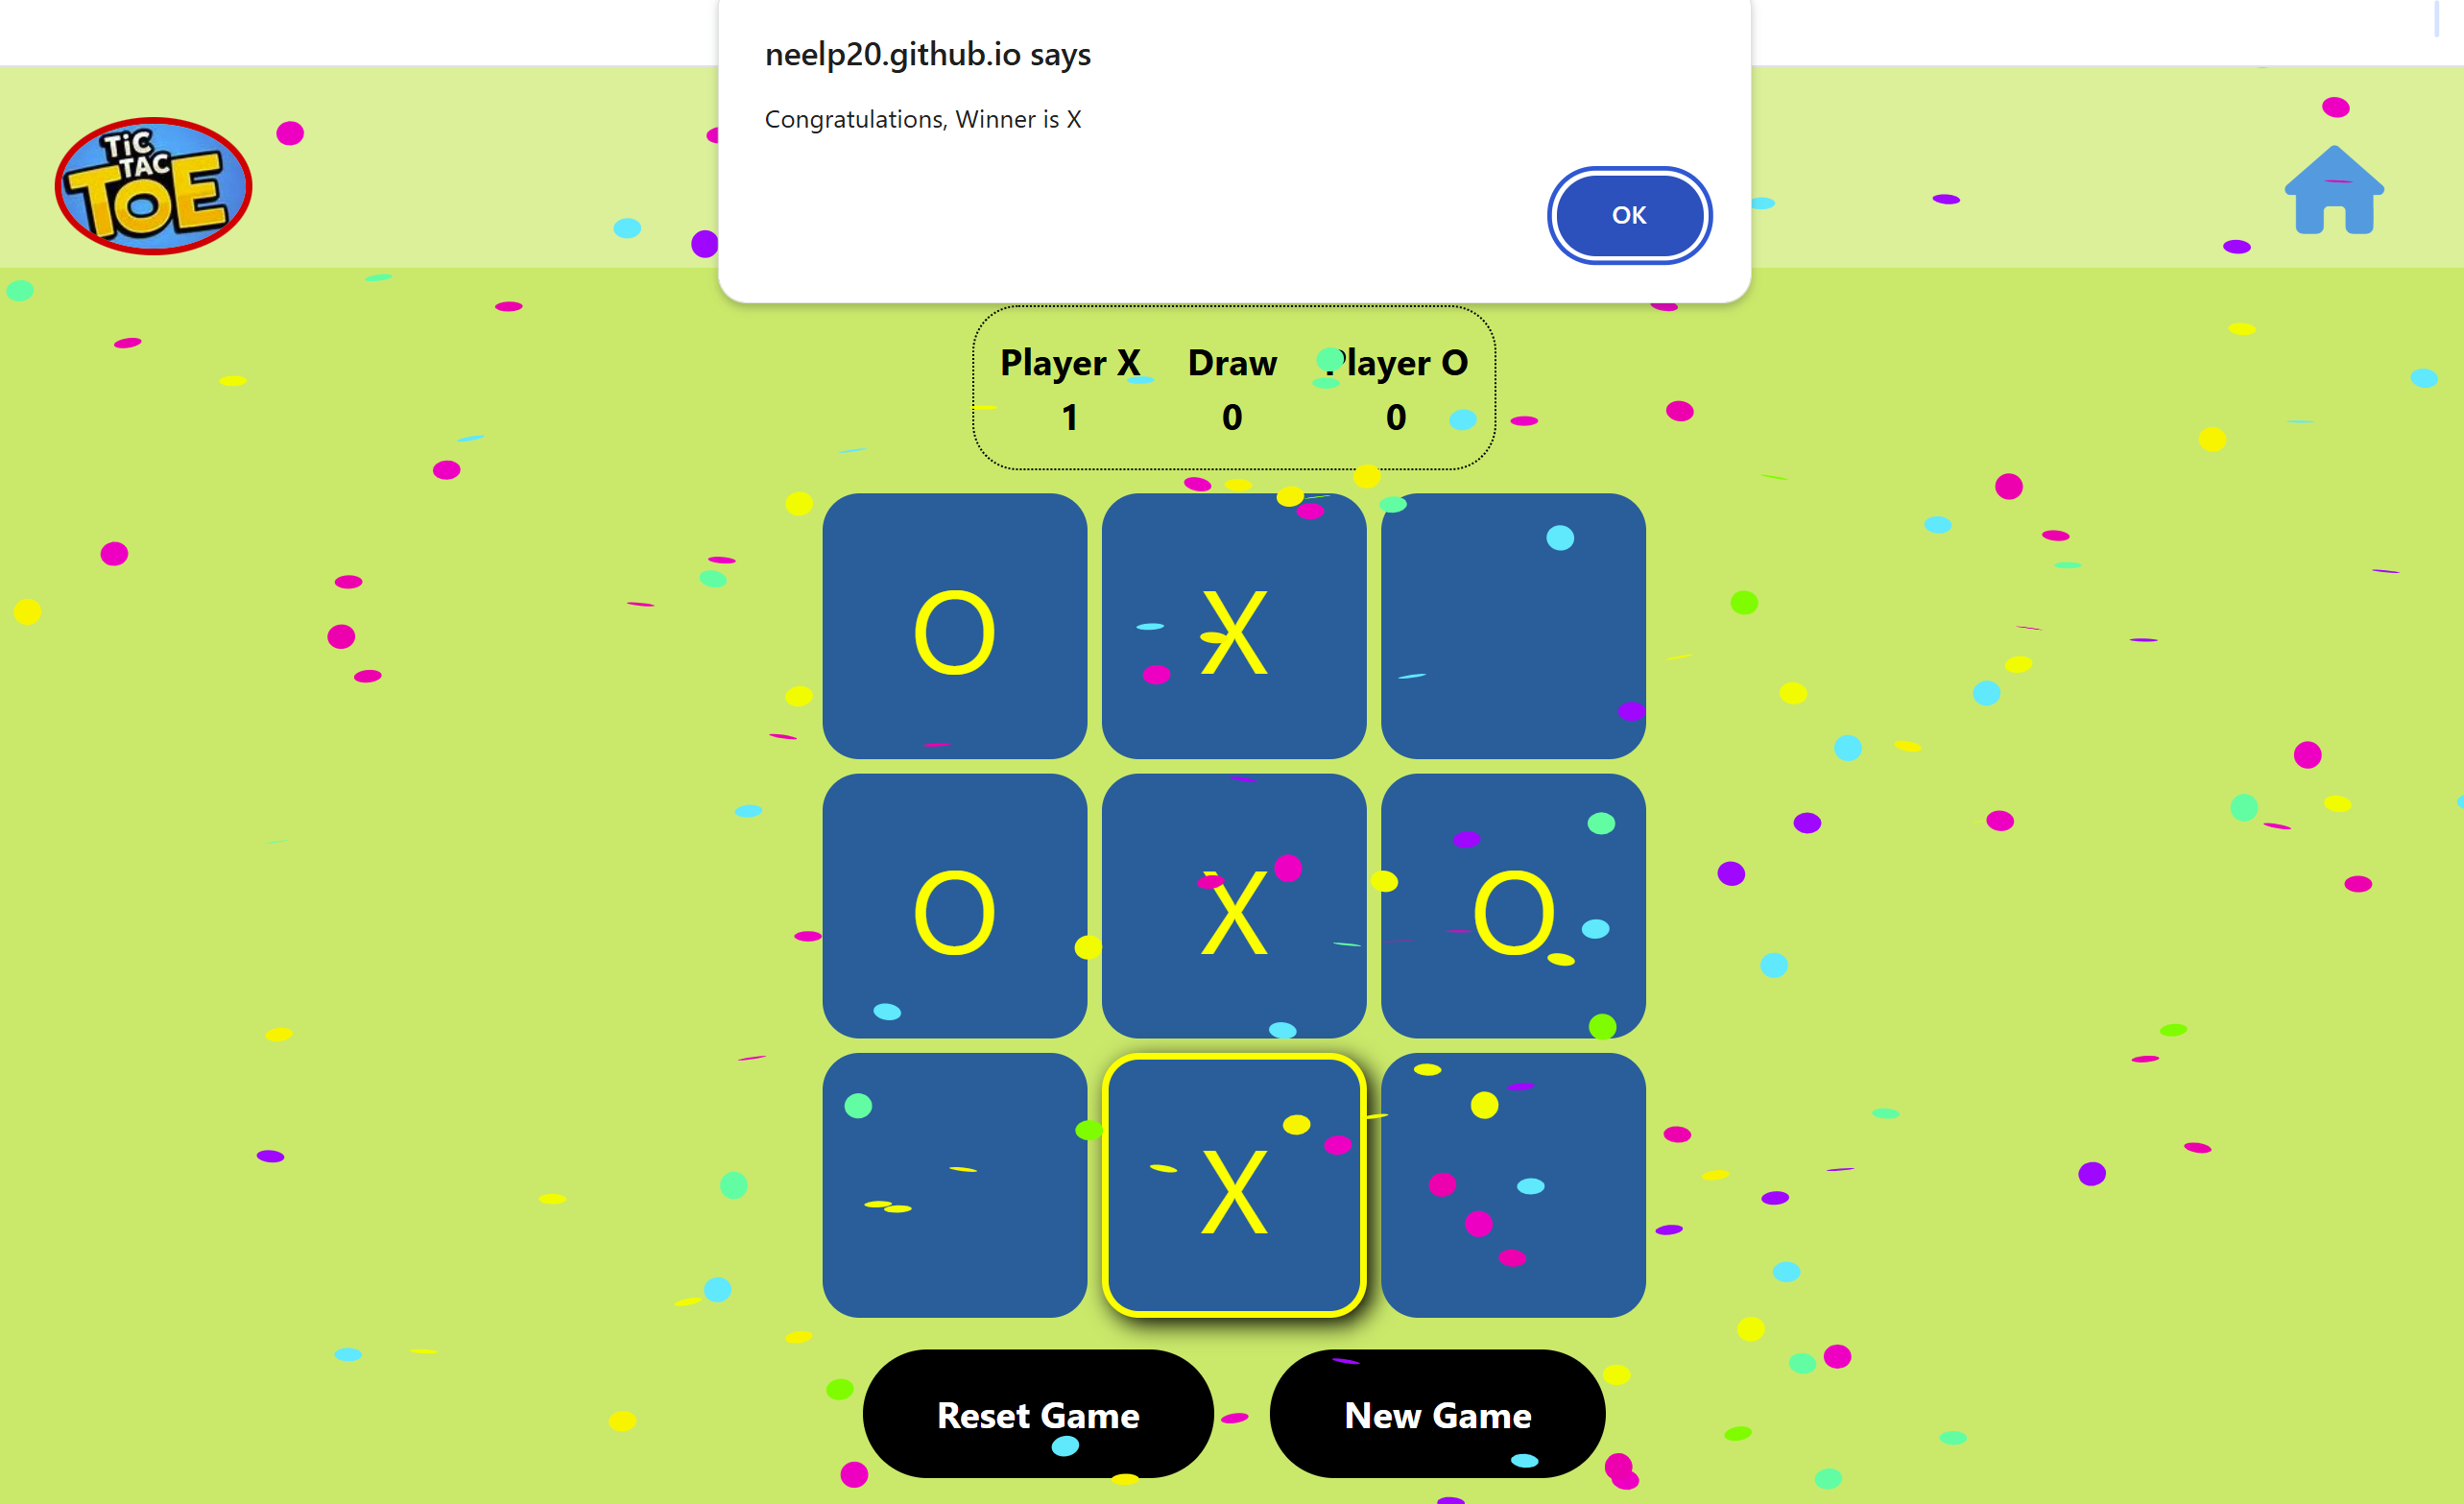 neelp20.github.io says
Congratulations, Winner is X
OK
TiC
TAC
ToE
Player X Draw Player O
1 0 0
O X
O X O
X
Reset Game New Game